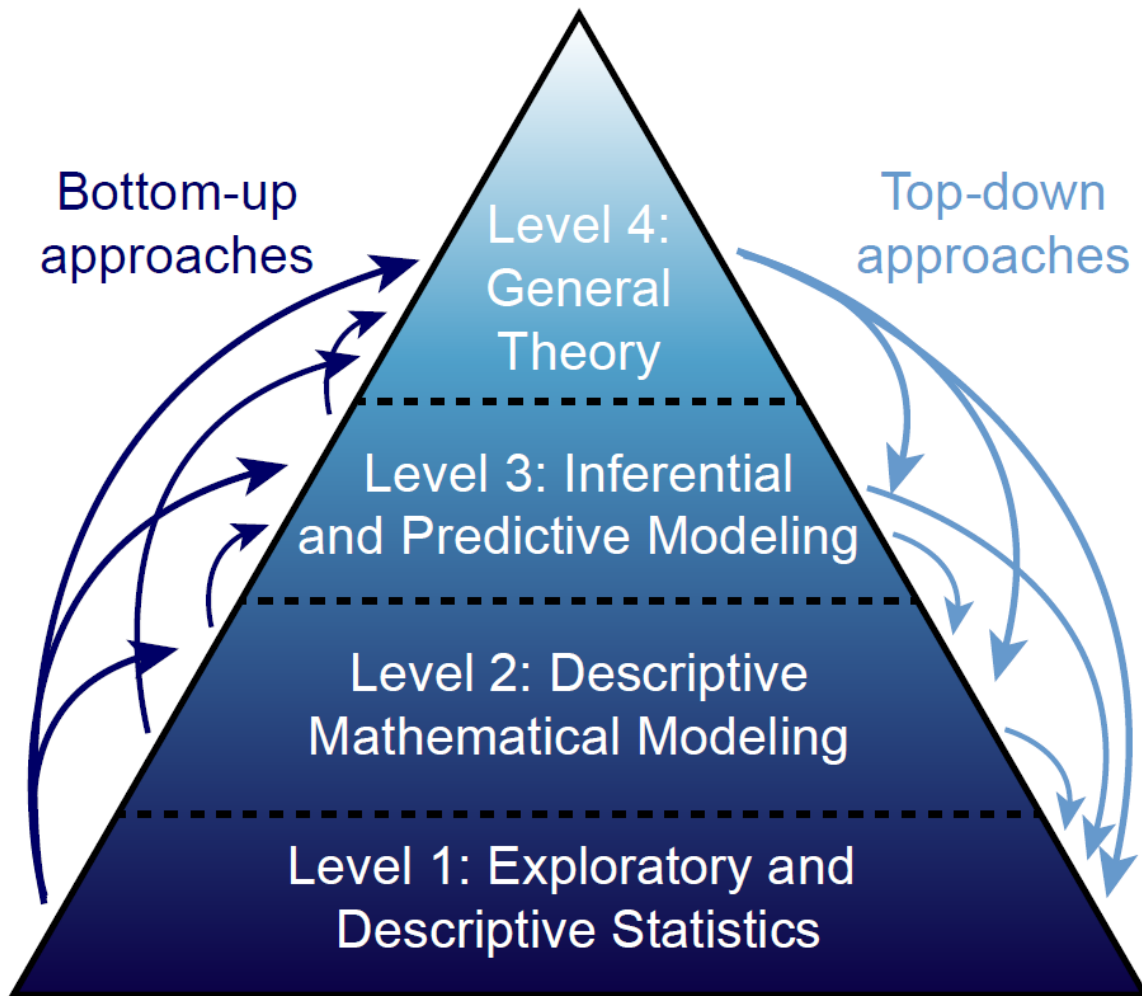 Bottom-up
approaches
Top-down
approaches
Level 4:
General
Theory
Level 3: Inferential
and Predictive Modeling
Level 2: Descriptive
Mathematical Modeling
Level 1: Exploratory and
Descriptive Statistics